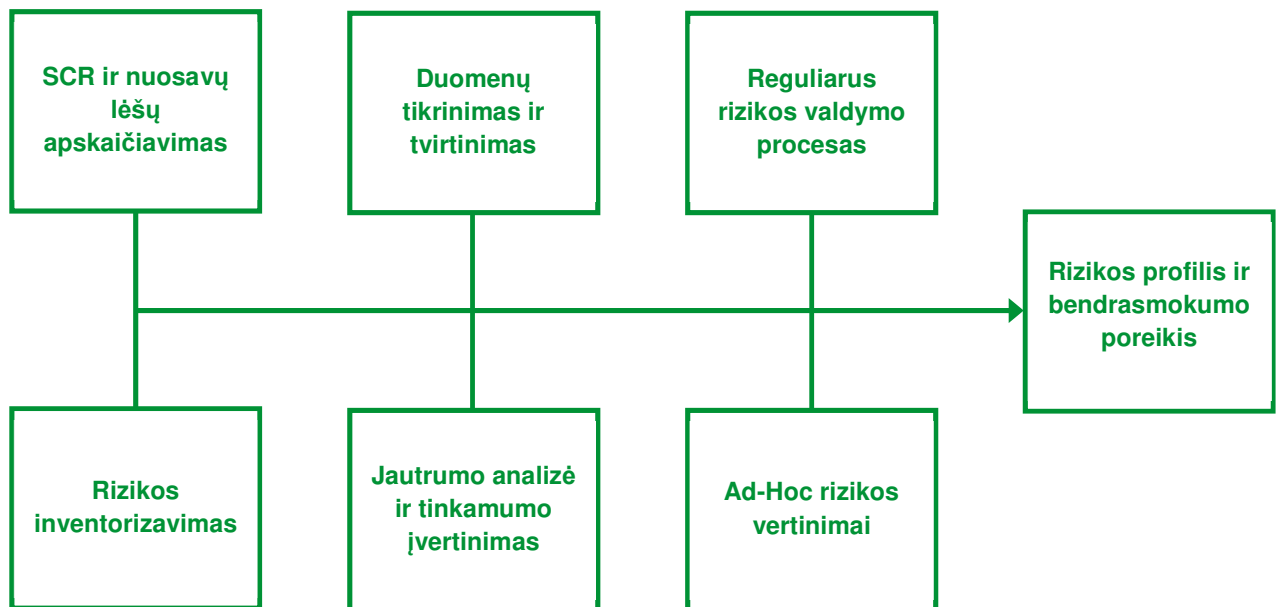 SCR ir nuosavų
lėšų
apskaičiavimas
Duomenų
tikrinimas ir
tvirtinimas
Reguliarus
rizikos valdymo
procesas
Rizikos profilis ir
bendrasmokumo
poreikis
Rizikos
inventorizavimas
Jautrumo analizė
ir tinkamumo
įvertinimas
Ad-Hoc rizikos
vertinimai